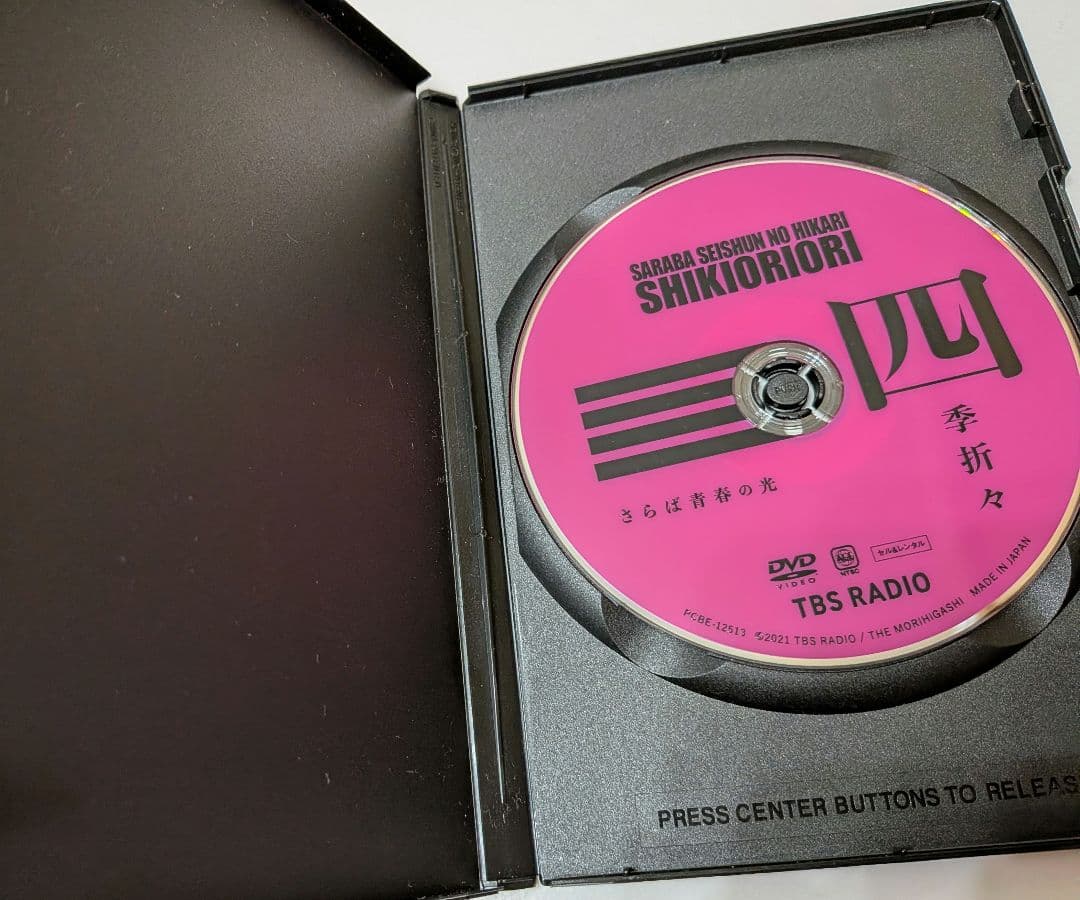 SARABA SEISHUN NO HIKARI
SHIKIORIORI
四
季
折
々
さらば青春の光
DVD
VIDEO
NTSC
セル&レンタル
TBS RADIO
PCBE-12513 ℗©2021 TBS RADIO / THE MORIHIGASHI MADE IN JAPAN
PRESS CENTER BUTTONS TO RELEAS